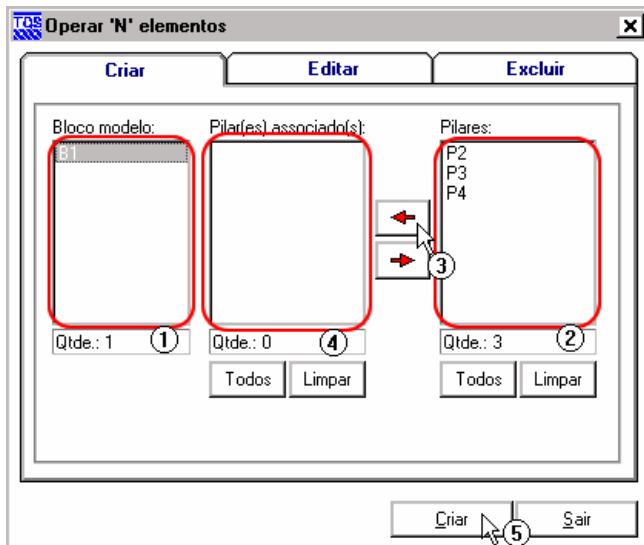 TQS Operar 'N' elementos
Criar Editar Excluir
Bloco modelo: Pilar(es) associado(s): Pilares:
B1 P2
P3
P4
3
Qtde.: 1 1 Qtde.: 0 4 Qtde.: 3 2
Todos Limpar Todos Limpar
Criar 5 Sair